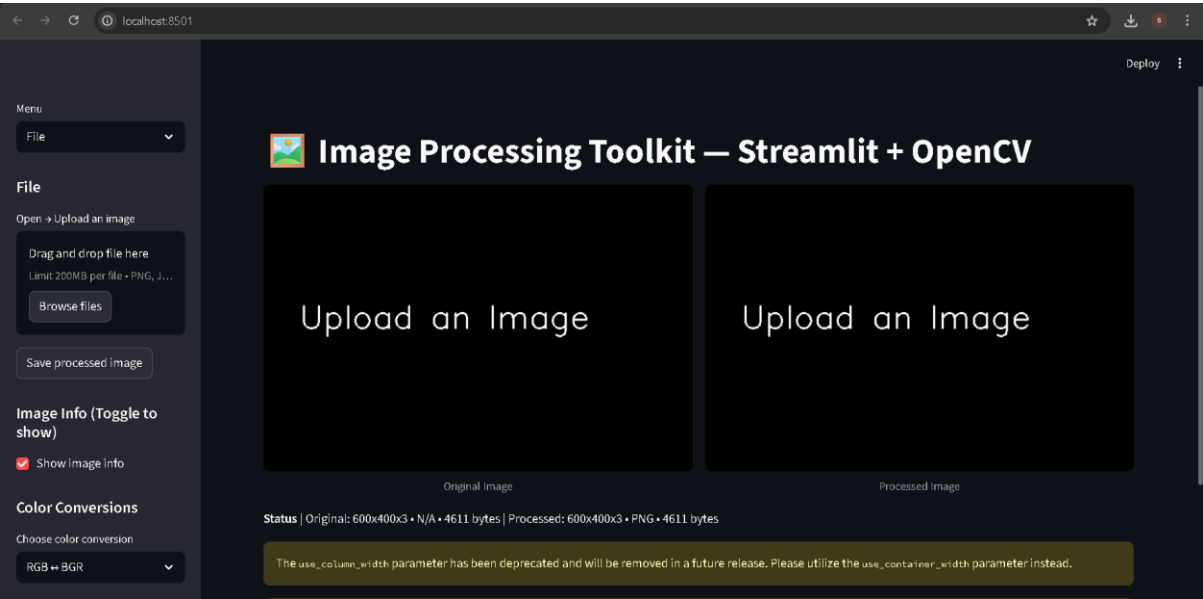 localhost:8501
Deploy
Menu
File
File
Open → Upload an image
Drag and drop file here
Limit 200MB per file • PNG, J...
Browse files
Save processed image
Image Info (Toggle to
show)
Show image info
Color Conversions
Choose color conversion
RGB ↔ BGR
Image Processing Toolkit — Streamlit + OpenCV
Upload an Image
Upload an Image
Original Image
Processed Image
Status | Original: 600x400x3 • N/A • 4611 bytes | Processed: 600x400x3 • PNG • 4611 bytes
The use_column_width parameter has been deprecated and will be removed in a future release. Please utilize the use_container_width parameter instead.